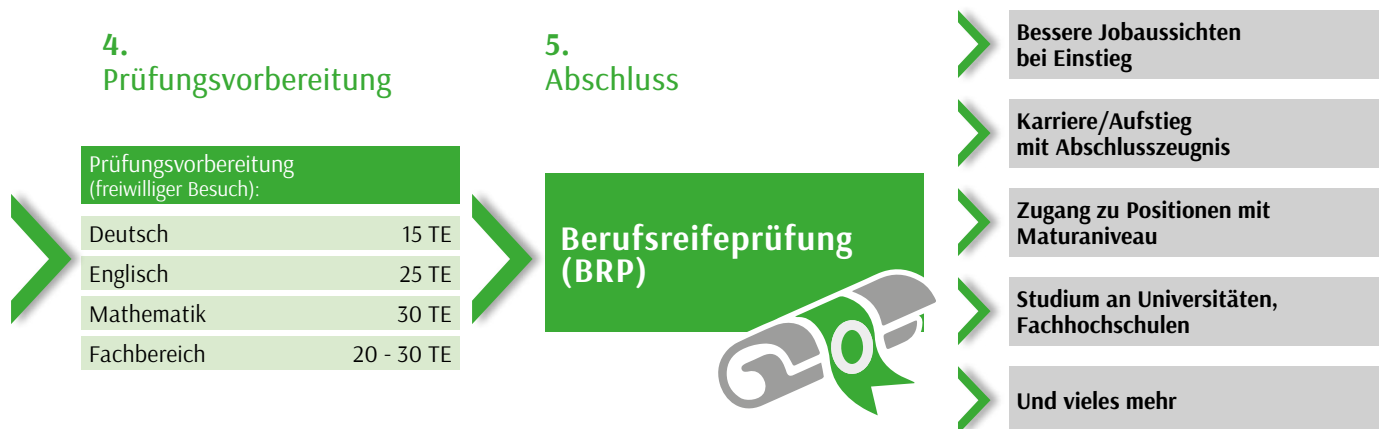 4.
Prüfungsvorbereitung
Prüfungsvorbereitung
(freiwilliger Besuch):
Deutsch 15 TE
Englisch 25 TE
Mathematik 30 TE
Fachbereich 20 - 30 TE
5.
Abschluss
Berufsreifeprüfung
(BRP)
Bessere Jobaussichten
bei Einstieg
Karriere/Aufstieg
mit Abschlusszeugnis
Zugang zu Positionen mit
Maturaniveau
Studium an Universitäten,
Fachhochschulen
Und vieles mehr